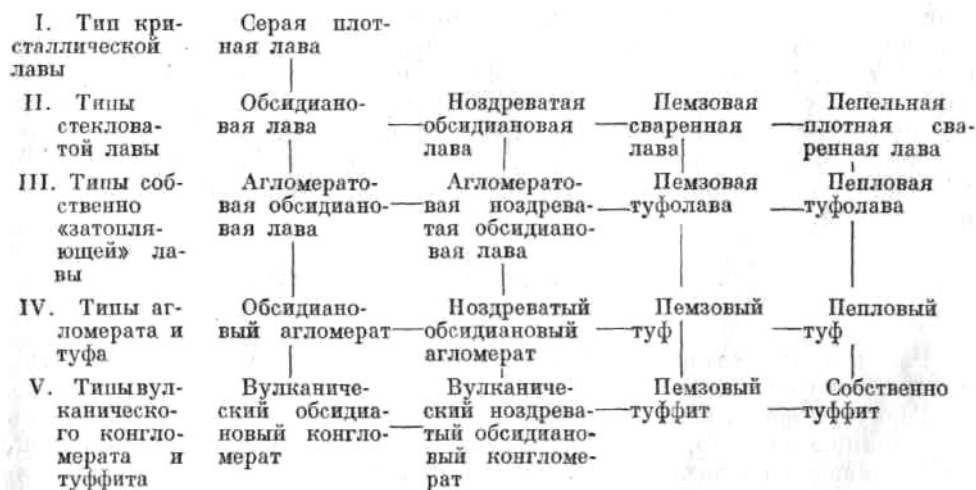 I. Тип кри-
сталлической
лавы
Серая плот-
ная лава
II. Типы
стеклова-
той лавы
Обсидиано-
вая лава
Ноздреватая
обсидиановая
лава
Пемзовая
сваренная
лава
Пепельная
плотная сва-
ренная лава
III. Типы соб-
ственно
«затопля-
ющей» ла-
вы
Агломерато-
вая обсидиано-
вая лава
Агломерато-
вая ноздрева-
тая обсидиано-
вая лава
Пемзовая
туфолава
Пепловая
туфолава
IV. Типы аг-
ломерата и
туфа
Обсидиано-
вый агломерат
Ноздреватый
обсидиановый
агломерат
Пемзовый
туф
Пепловый
туф
V. Типы вул-
каническо-
го конгло-
мерата и
туффита
Вулканиче-
ский обсидиа-
новый конгло-
мерат
Вулканиче-
ский ноздрева-
тый обсидиано-
вый конгломе-
рат
Пемзовый
туффит
Собственно
туффит